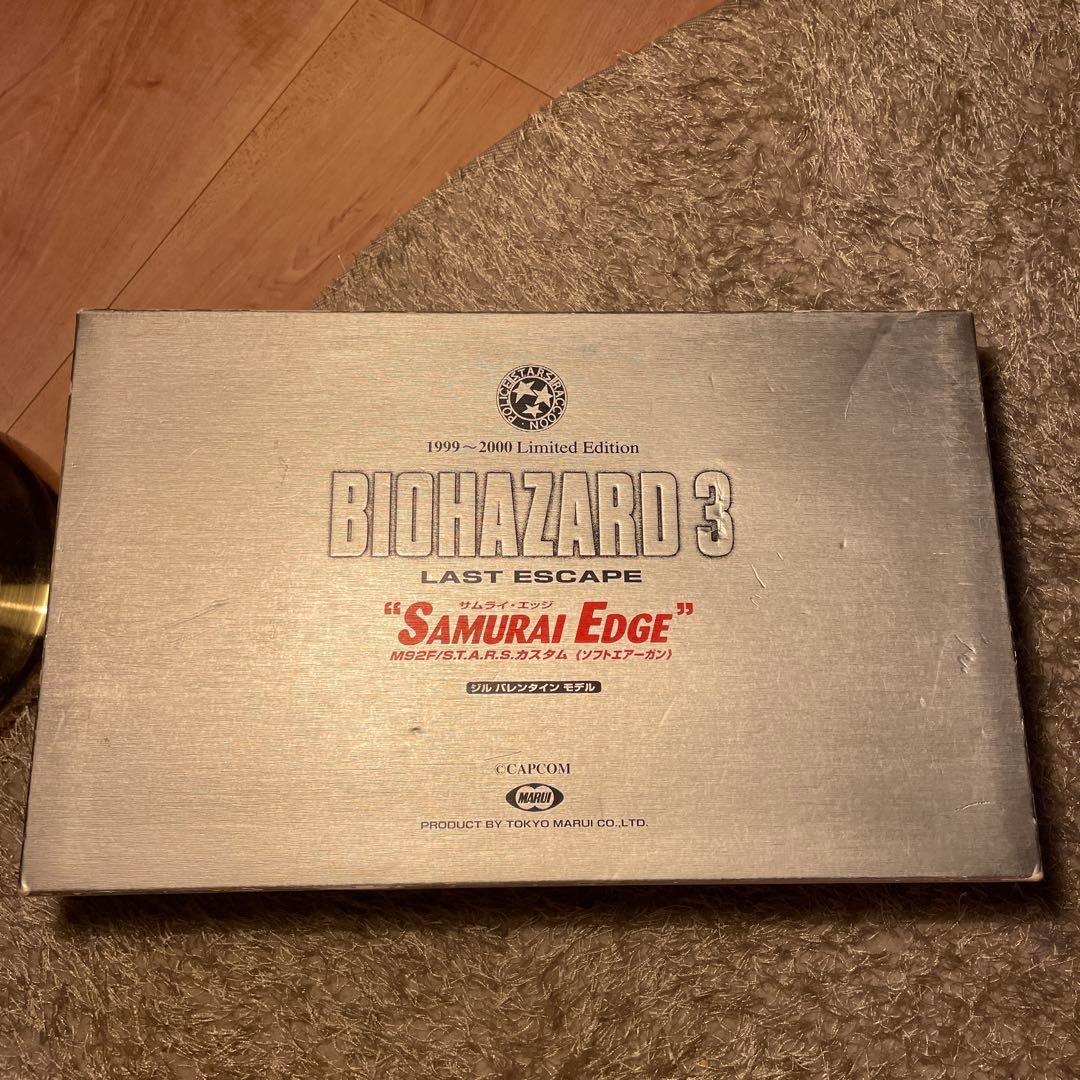 POLICE STARS RACCOON
1999～2000 Limited Edition
BIOHAZARD 3
LAST ESCAPE
サムライ・エッジ
“SAMURAI EDGE”
M92F/S.T.A.R.S.カスタム（ソフトエアーガン）
ジル バレンタイン モデル
©CAPCOM
MARUI
PRODUCT BY TOKYO MARUI CO.,LTD.